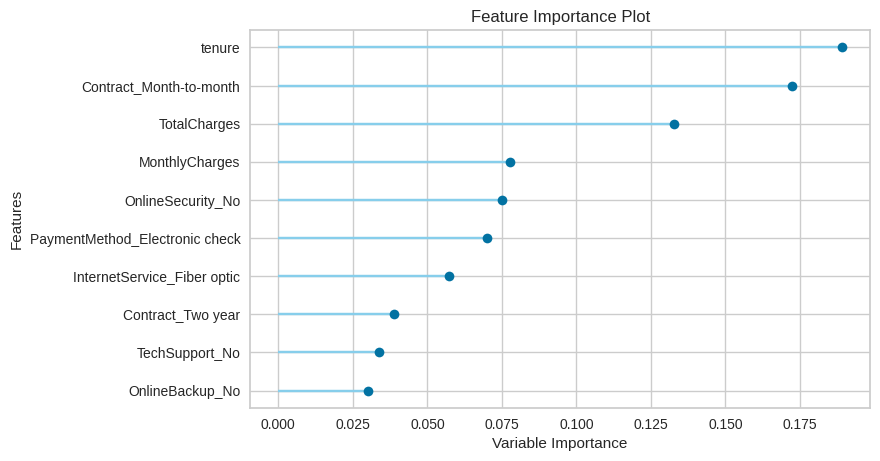 Feature Importance Plot
tenure
Contract_Month-to-month
TotalCharges
MonthlyCharges
OnlineSecurity_No
PaymentMethod_Electronic check
InternetService_Fiber optic
Contract_Two year
TechSupport_No
OnlineBackup_No
Features
0.000 0.025 0.050 0.075 0.100 0.125 0.150 0.175
Variable Importance